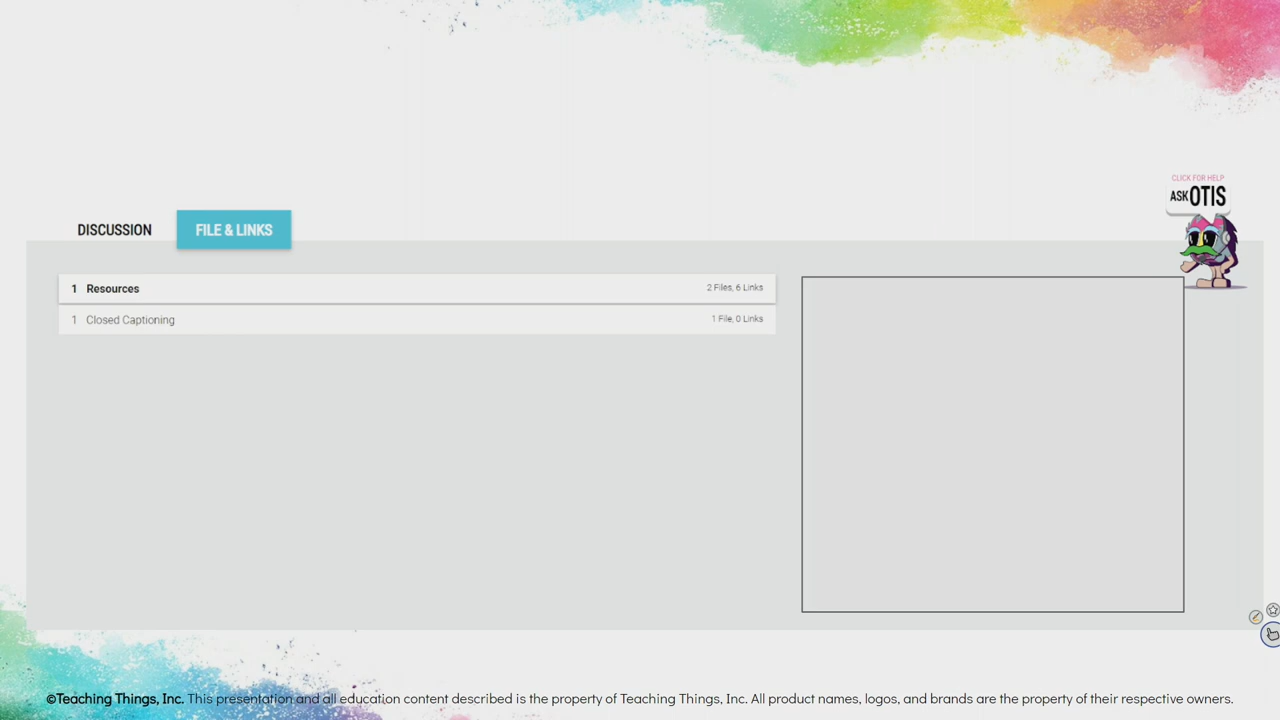 CLICK FOR HELP
ASK OTIS
DISCUSSION FILE & LINKS
1 Resources 2 Files, 6 Links
1 Closed Captioning 1 File, 0 Links
©Teaching Things, Inc. This presentation and all education content described is the property of Teaching Things, Inc. All product names, logos, and brands are the property of their respective owners.